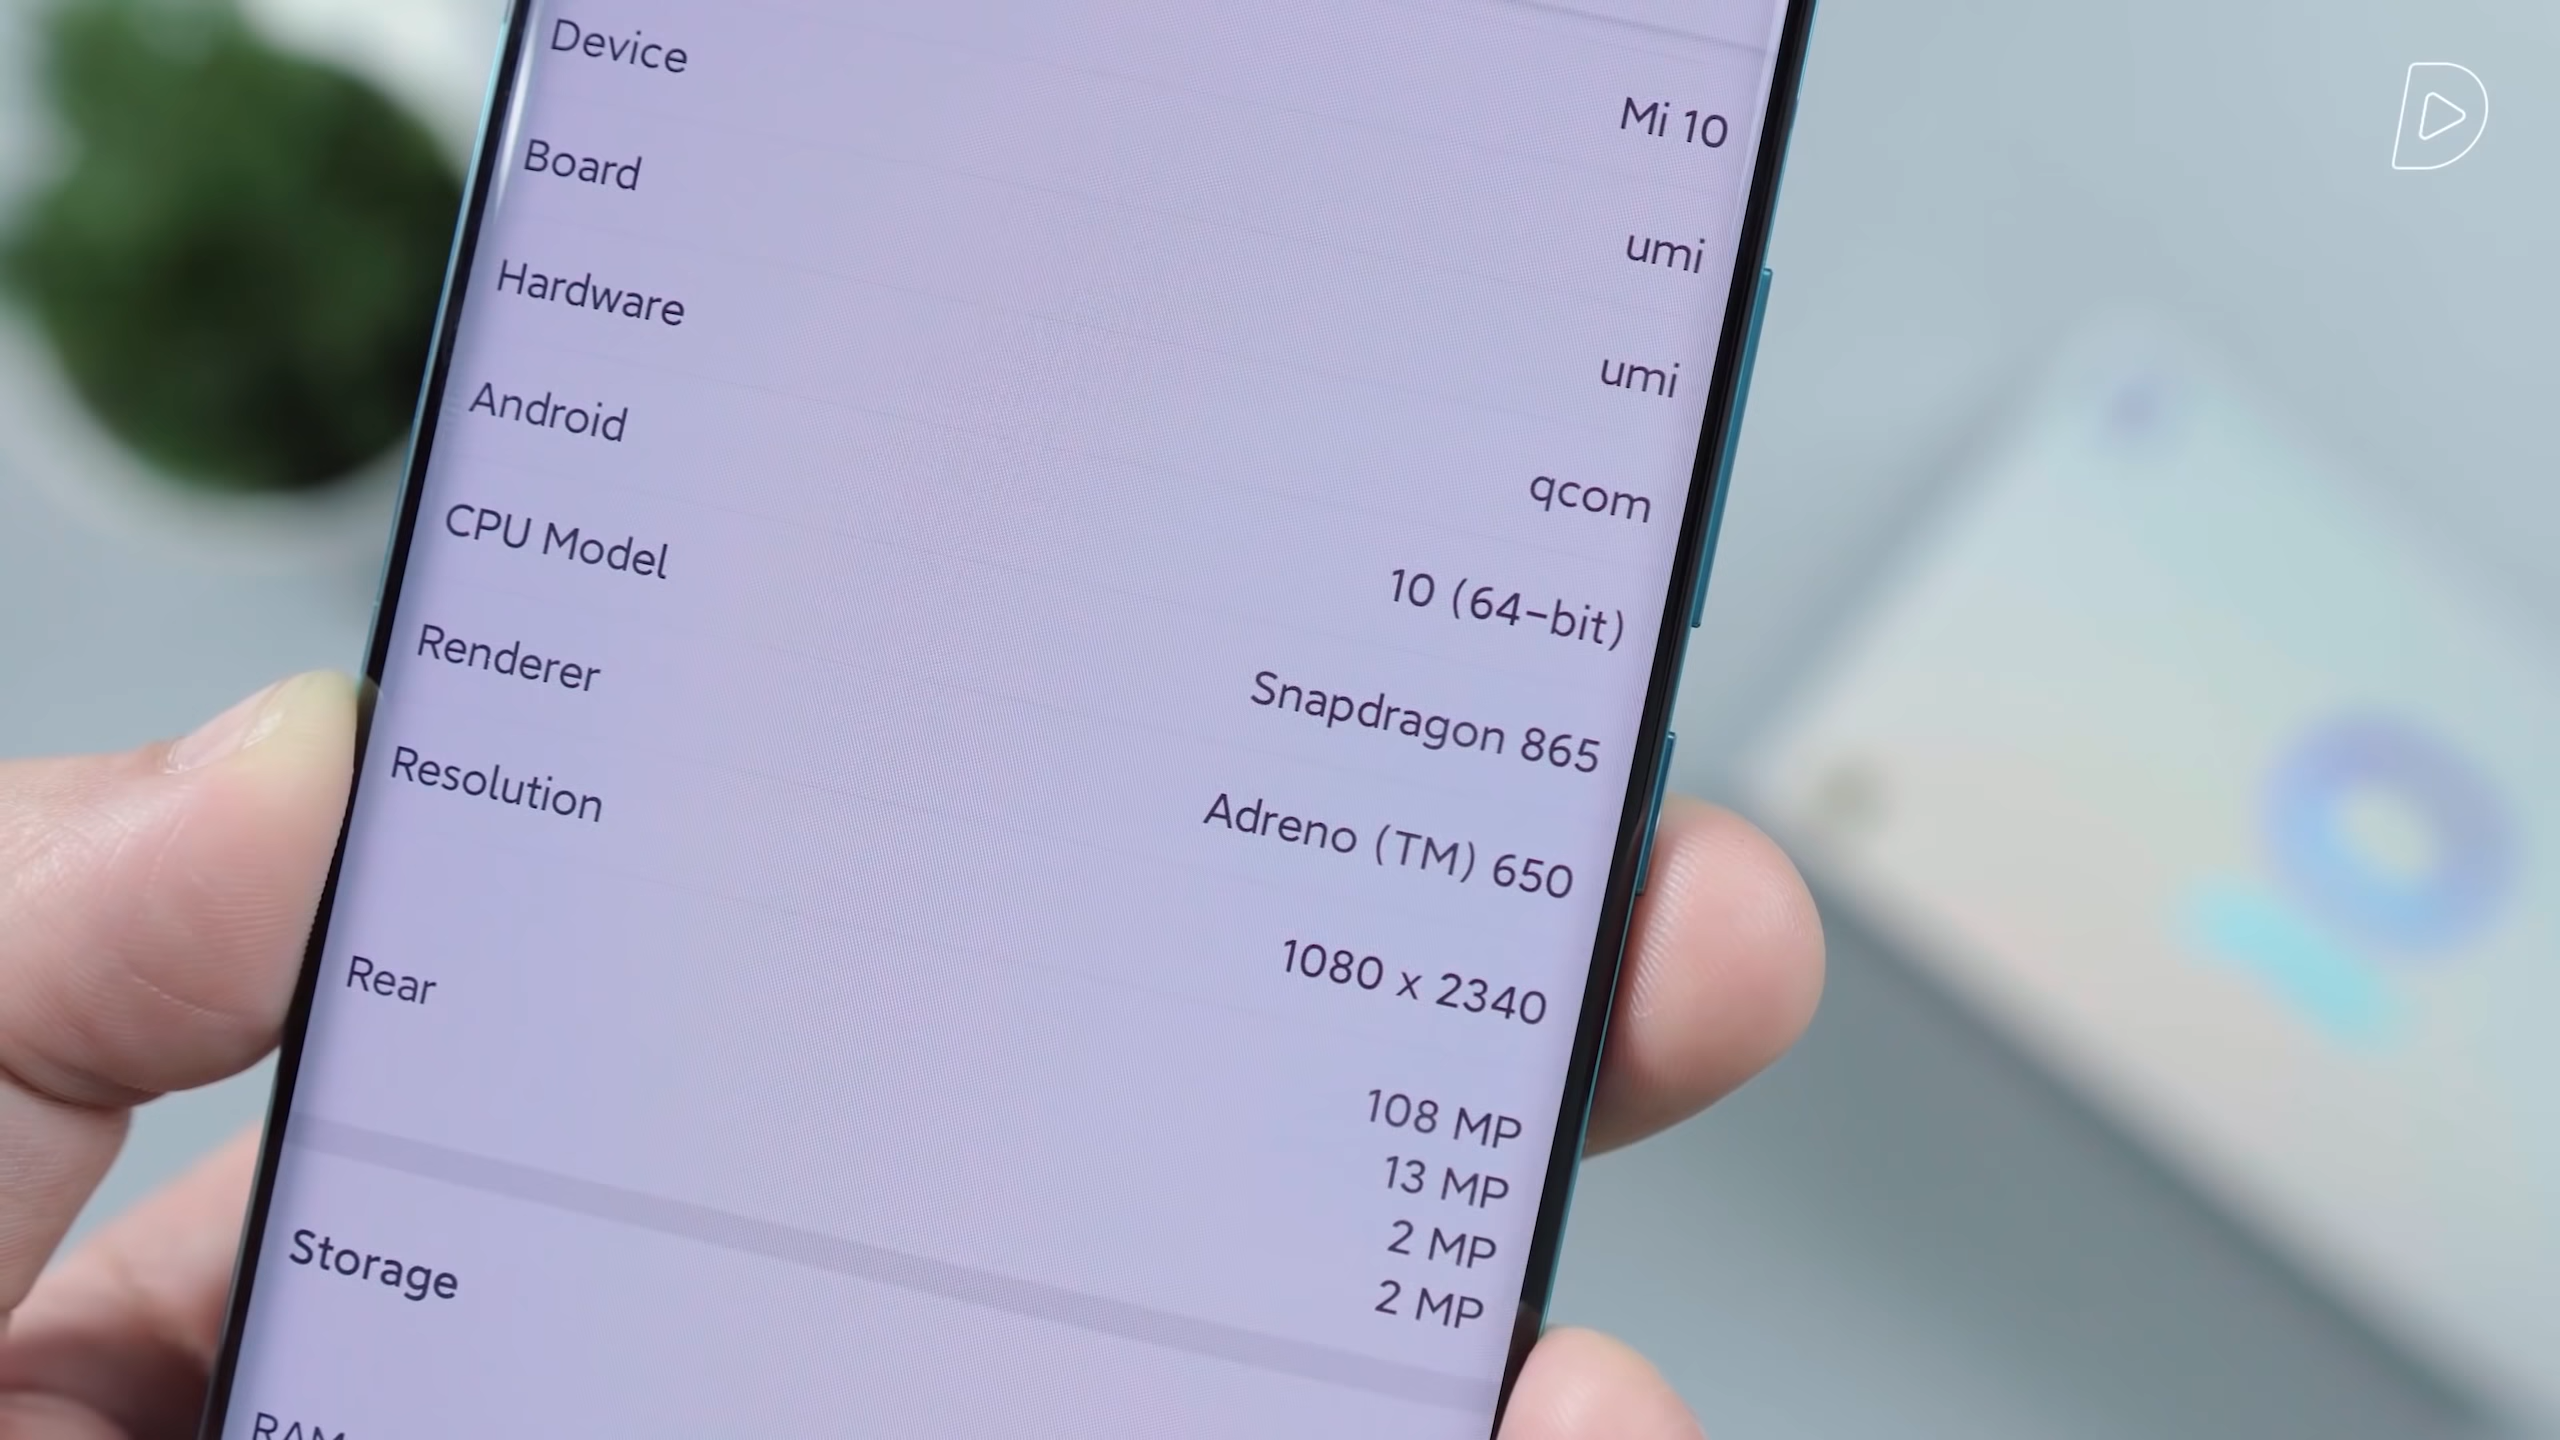 Mi 10
Device umi
Board umi
Hardware qcom
Android 10 (64-bit)
CPU Model Snapdragon 865
Renderer Adreno (TM) 650
Resolution 1080 x 2340
Rear 108 MP
13 MP
2 MP
2 MP
Storage
RAM